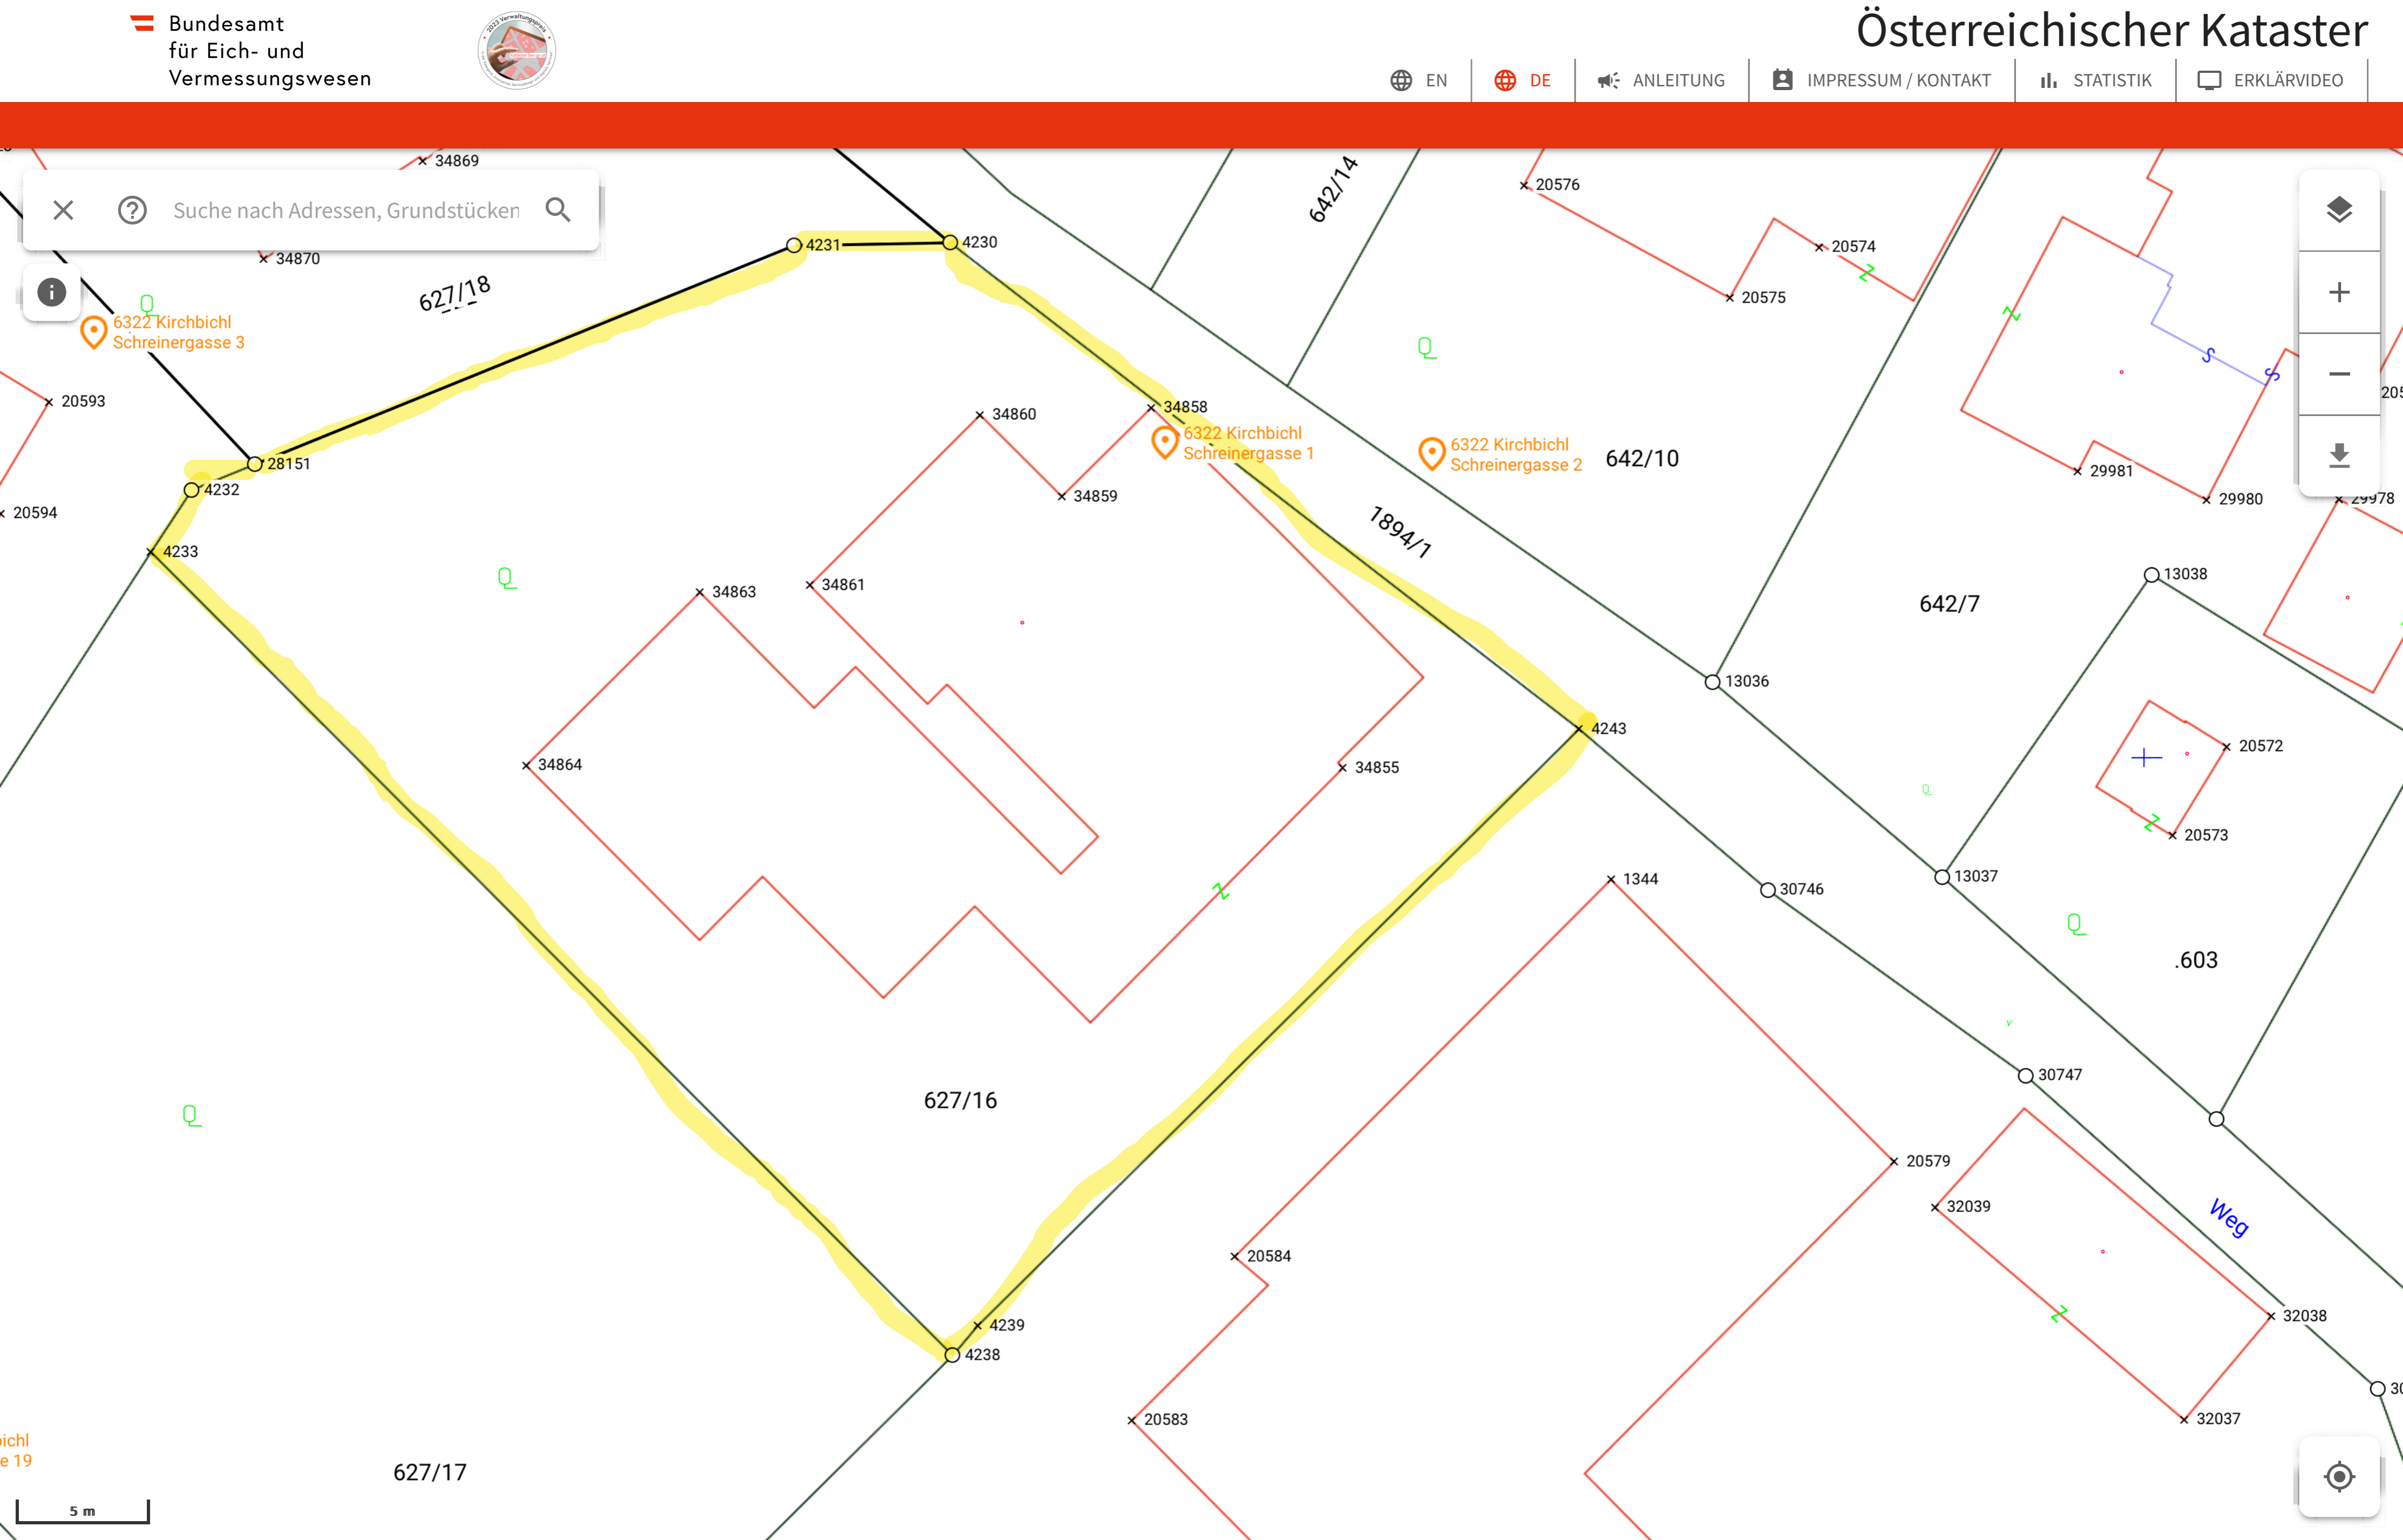 Bundesamt
für Eich- und
Vermessungswesen
2023 Verwaltungspreis
Österreichischer Kataster
EN
DE
ANLEITUNG
IMPRESSUM / KONTAKT
STATISTIK
ERKLÄRVIDEO
34869
Suche nach Adressen, Grundstücken
34870
627/18
6322 Kirchbichl
Schreinergasse 3
20593
20594
4231
4230
28151
4232
4233
642/14
20576
20574
20575
34860
34858
6322 Kirchbichl
Schreinergasse 1
34859
6322 Kirchbichl
Schreinergasse 2
642/10
1894/1
29981
29980
29978
34863
34861
34864
34855
4243
13036
642/7
13038
20572
20573
13037
30746
1344
.603
30747
627/16
20579
32039
Weg
20584
4239
4238
32038
20583
32037
627/17
5 m